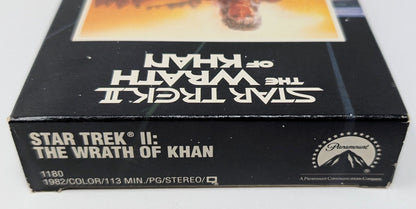 STAR TREK II
THE WRATH
OF KHAN
STAR TREK® II:
THE WRATH OF KHAN
1180
1982/COLOR/113 MIN./PG/STEREO/
Paramount
A Paramount Communications Company